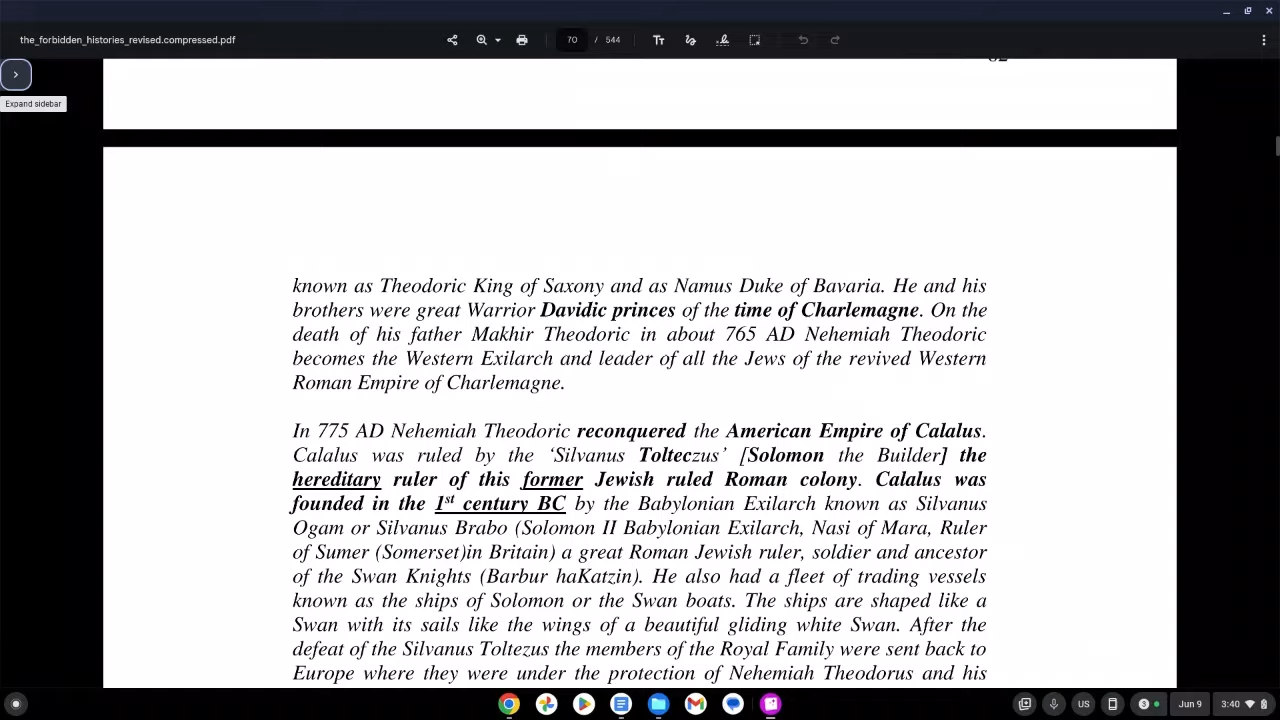 the_forbidden_histories_revised.compressed.pdf
70 / 544
Expand sidebar
known as Theodoric King of Saxony and as Namus Duke of Bavaria. He and his
brothers were great Warrior Davidic princes of the time of Charlemagne. On the
death of his father Makhir Theodoric in about 765 AD Nehemiah Theodoric
becomes the Western Exilarch and leader of all the Jews of the revived Western
Roman Empire of Charlemagne.
In 775 AD Nehemiah Theodoric reconquered the American Empire of Calalus.
Calalus was ruled by the ‘Silvanus Tolteczus’ [Solomon the Builder] the
hereditary ruler of this former Jewish ruled Roman colony. Calalus was
founded in the 1st century BC by the Babylonian Exilarch known as Silvanus
Ogam or Silvanus Brabo (Solomon II Babylonian Exilarch, Nasi of Mara, Ruler
of Sumer (Somerset)in Britain) a great Roman Jewish ruler, soldier and ancestor
of the Swan Knights (Barbur haKatzin). He also had a fleet of trading vessels
known as the ships of Solomon or the Swan boats. The ships are shaped like a
Swan with its sails like the wings of a beautiful gliding white Swan. After the
defeat of the Silvanus Toltezus the members of the Royal Family were sent back to
Europe where they were under the protection of Nehemiah Theodorus and his
US
3
Jun 9
3:40